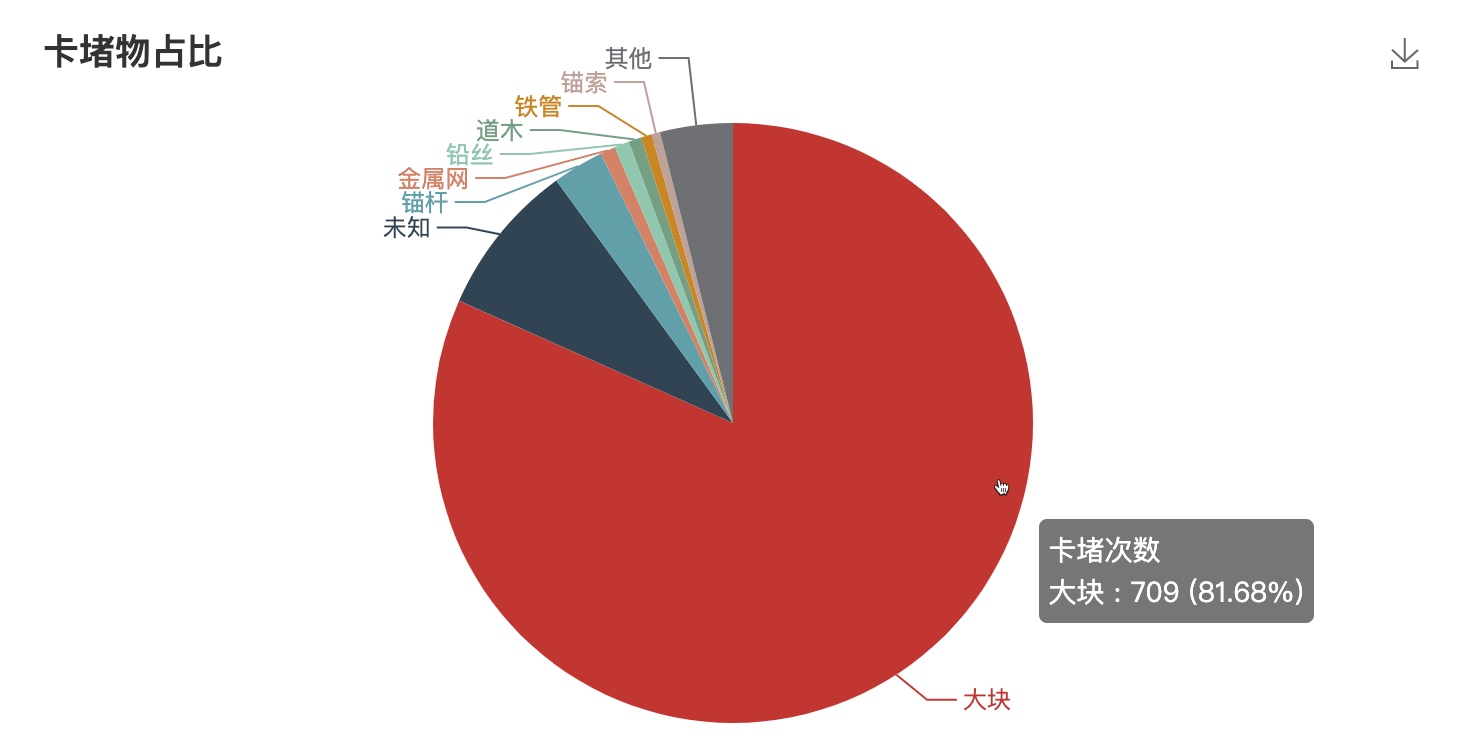 卡堵物占比
其他
锚索
铁管
道木
铅丝
金属网
锚杆
未知
卡堵次数
大块 : 709 (81.68%)
大块